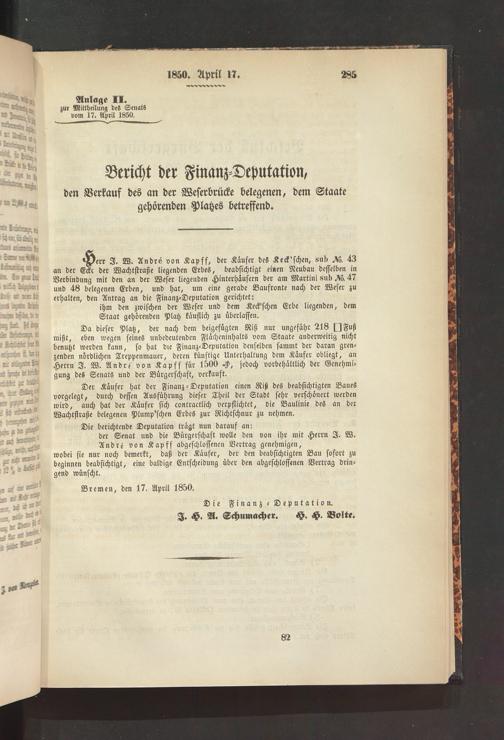 1850. April 17.
285
Anlage II.
zur Mittheilung des Senats
vom 17. April 1850.
Bericht der Finanz-Deputation,
den Verkauf des an der Weserbrücke belegenen, dem Staate
gehörenden Platzes betreffend.
Herr J. W. André von Kapff, der Käufer des Keck'schen, sub №. 43
an der Ecke der Wachtstraße liegenden Erbes, beabsichtigt einen Neubau desselben in
Verbindung mit den an der Weser liegenden Hinterhäusern der am Martini sub №. 47
und 48 belegenen Erben, und hat, um eine gerade Baufronte nach der Weser zu
erhalten, den Antrag an die Finanz-Deputation gerichtet:
ihm den zwischen der Weser und dem Keck'schen Erbe liegenden, dem
Staat gehörenden Platz käuflich zu überlassen.
Da dieser Platz, der nach dem beigefügten Riß nur ungefähr 218 []Fuß
mißt, eben wegen seines unbedeutenden Flächeninhalts vom Staate anderweitig nicht
benutzt werden kann, so hat die Finanz-Deputation denselben sammt der daran gren-
zenden nördlichen Treppenmauer, deren künftige Unterhaltung dem Käufer obliegt, an
Herrn J. W. Andre von Kapff für 1500 ₰, jedoch vorbehältlich der Genehmi-
gung des Senats und der Bürgerschaft, verkauft.
Der Käufer hat der Finanz-Deputation einen Riß des beabsichtigten Baues
vorgelegt, durch dessen Ausführung dieser Theil der Stadt sehr verschönert werden
wird, auch hat der Käufer sich contractlich verpflichtet, die Baulinie des an der
Wachtstraße belegenen Plump'schen Erbes zur Richtschnur zu nehmen.
Die berichtende Deputation trägt nun darauf an:
der Senat und die Bürgerschaft wolle den von ihr mit Herrn J. W.
André von Kapff abgeschlossenen Vertrag genehmigen,
wobei sie nur noch bemerkt, daß der Käufer, der den beabsichtigten Bau sofort zu
beginnen beabsichtigt, eine baldige Entscheidung über den abgeschlossenen Vertrag drin-
gend wünscht.
Bremen, den 17. April 1850.
Die Finanz-Deputation.
J. H. A. Schumacher. H. H. Bolte.
82